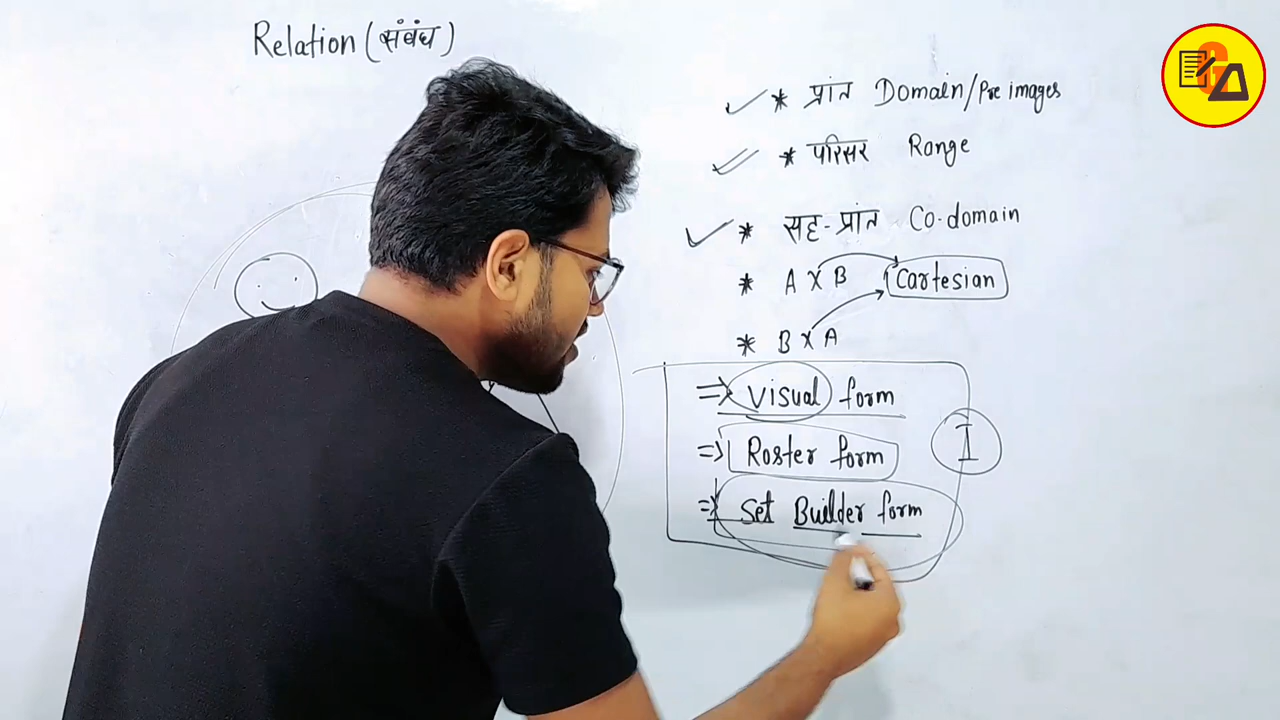 Relation (संबंध)
✓ * प्रांत Domain/Pre images
✓ * परिसर Range
✓ * सह-प्रांत Co-domain
* A X B Cartesian
* B X A
=> Visual form
=> Roster form I
=> Set Builder form